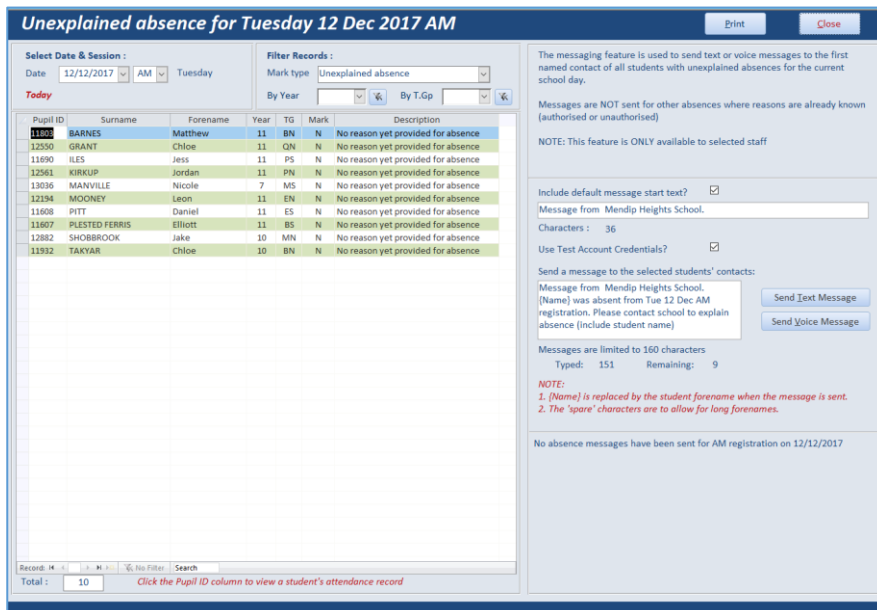 Unexplained absence for Tuesday 12 Dec 2017 AM
Print
Close
Select Date & Session :
Date 12/12/2017 AM Tuesday
Today
Filter Records :
Mark type Unexplained absence
By Year By T.Gp
Pupil ID Surname Forename Year TG Mark Description
11803 BARNES Matthew 11 BN N No reason yet provided for absence
12550 GRANT Chloe 11 QN N No reason yet provided for absence
11690 ILES Jess 11 PS N No reason yet provided for absence
12561 KIRKUP Jordan 11 PN N No reason yet provided for absence
13036 MANVILLE Nicole 7 MS N No reason yet provided for absence
12194 MOONEY Leon 11 EN N No reason yet provided for absence
11608 PITT Daniel 11 ES N No reason yet provided for absence
11607 PLESTED FERRIS Elliott 11 BS N No reason yet provided for absence
12882 SHOBBROOK Jake 10 MN N No reason yet provided for absence
11932 TAKYAR Chloe 10 BN N No reason yet provided for absence
Record: No Filter Search
Total : 10 Click the Pupil ID column to view a student's attendance record
The messaging feature is used to send text or voice messages to the first
named contact of all students with unexplained absences for the current
school day.
Messages are NOT sent for other absences where reasons are already known
(authorised or unauthorised)
NOTE: This feature is ONLY available to selected staff
Include default message start text?
Message from Mendip Heights School.
Characters : 36
Use Test Account Credentials?
Send a message to the selected students' contacts:
Message from Mendip Heights School.
{Name} was absent from Tue 12 Dec AM
registration. Please contact school to explain
absence (include student name)
Send Text Message
Send Voice Message
Messages are limited to 160 characters
Typed: 151 Remaining: 9
NOTE:
1. {Name} is replaced by the student forename when the message is sent.
2. The 'spare' characters are to allow for long forenames.
No absence messages have been sent for AM registration on 12/12/2017